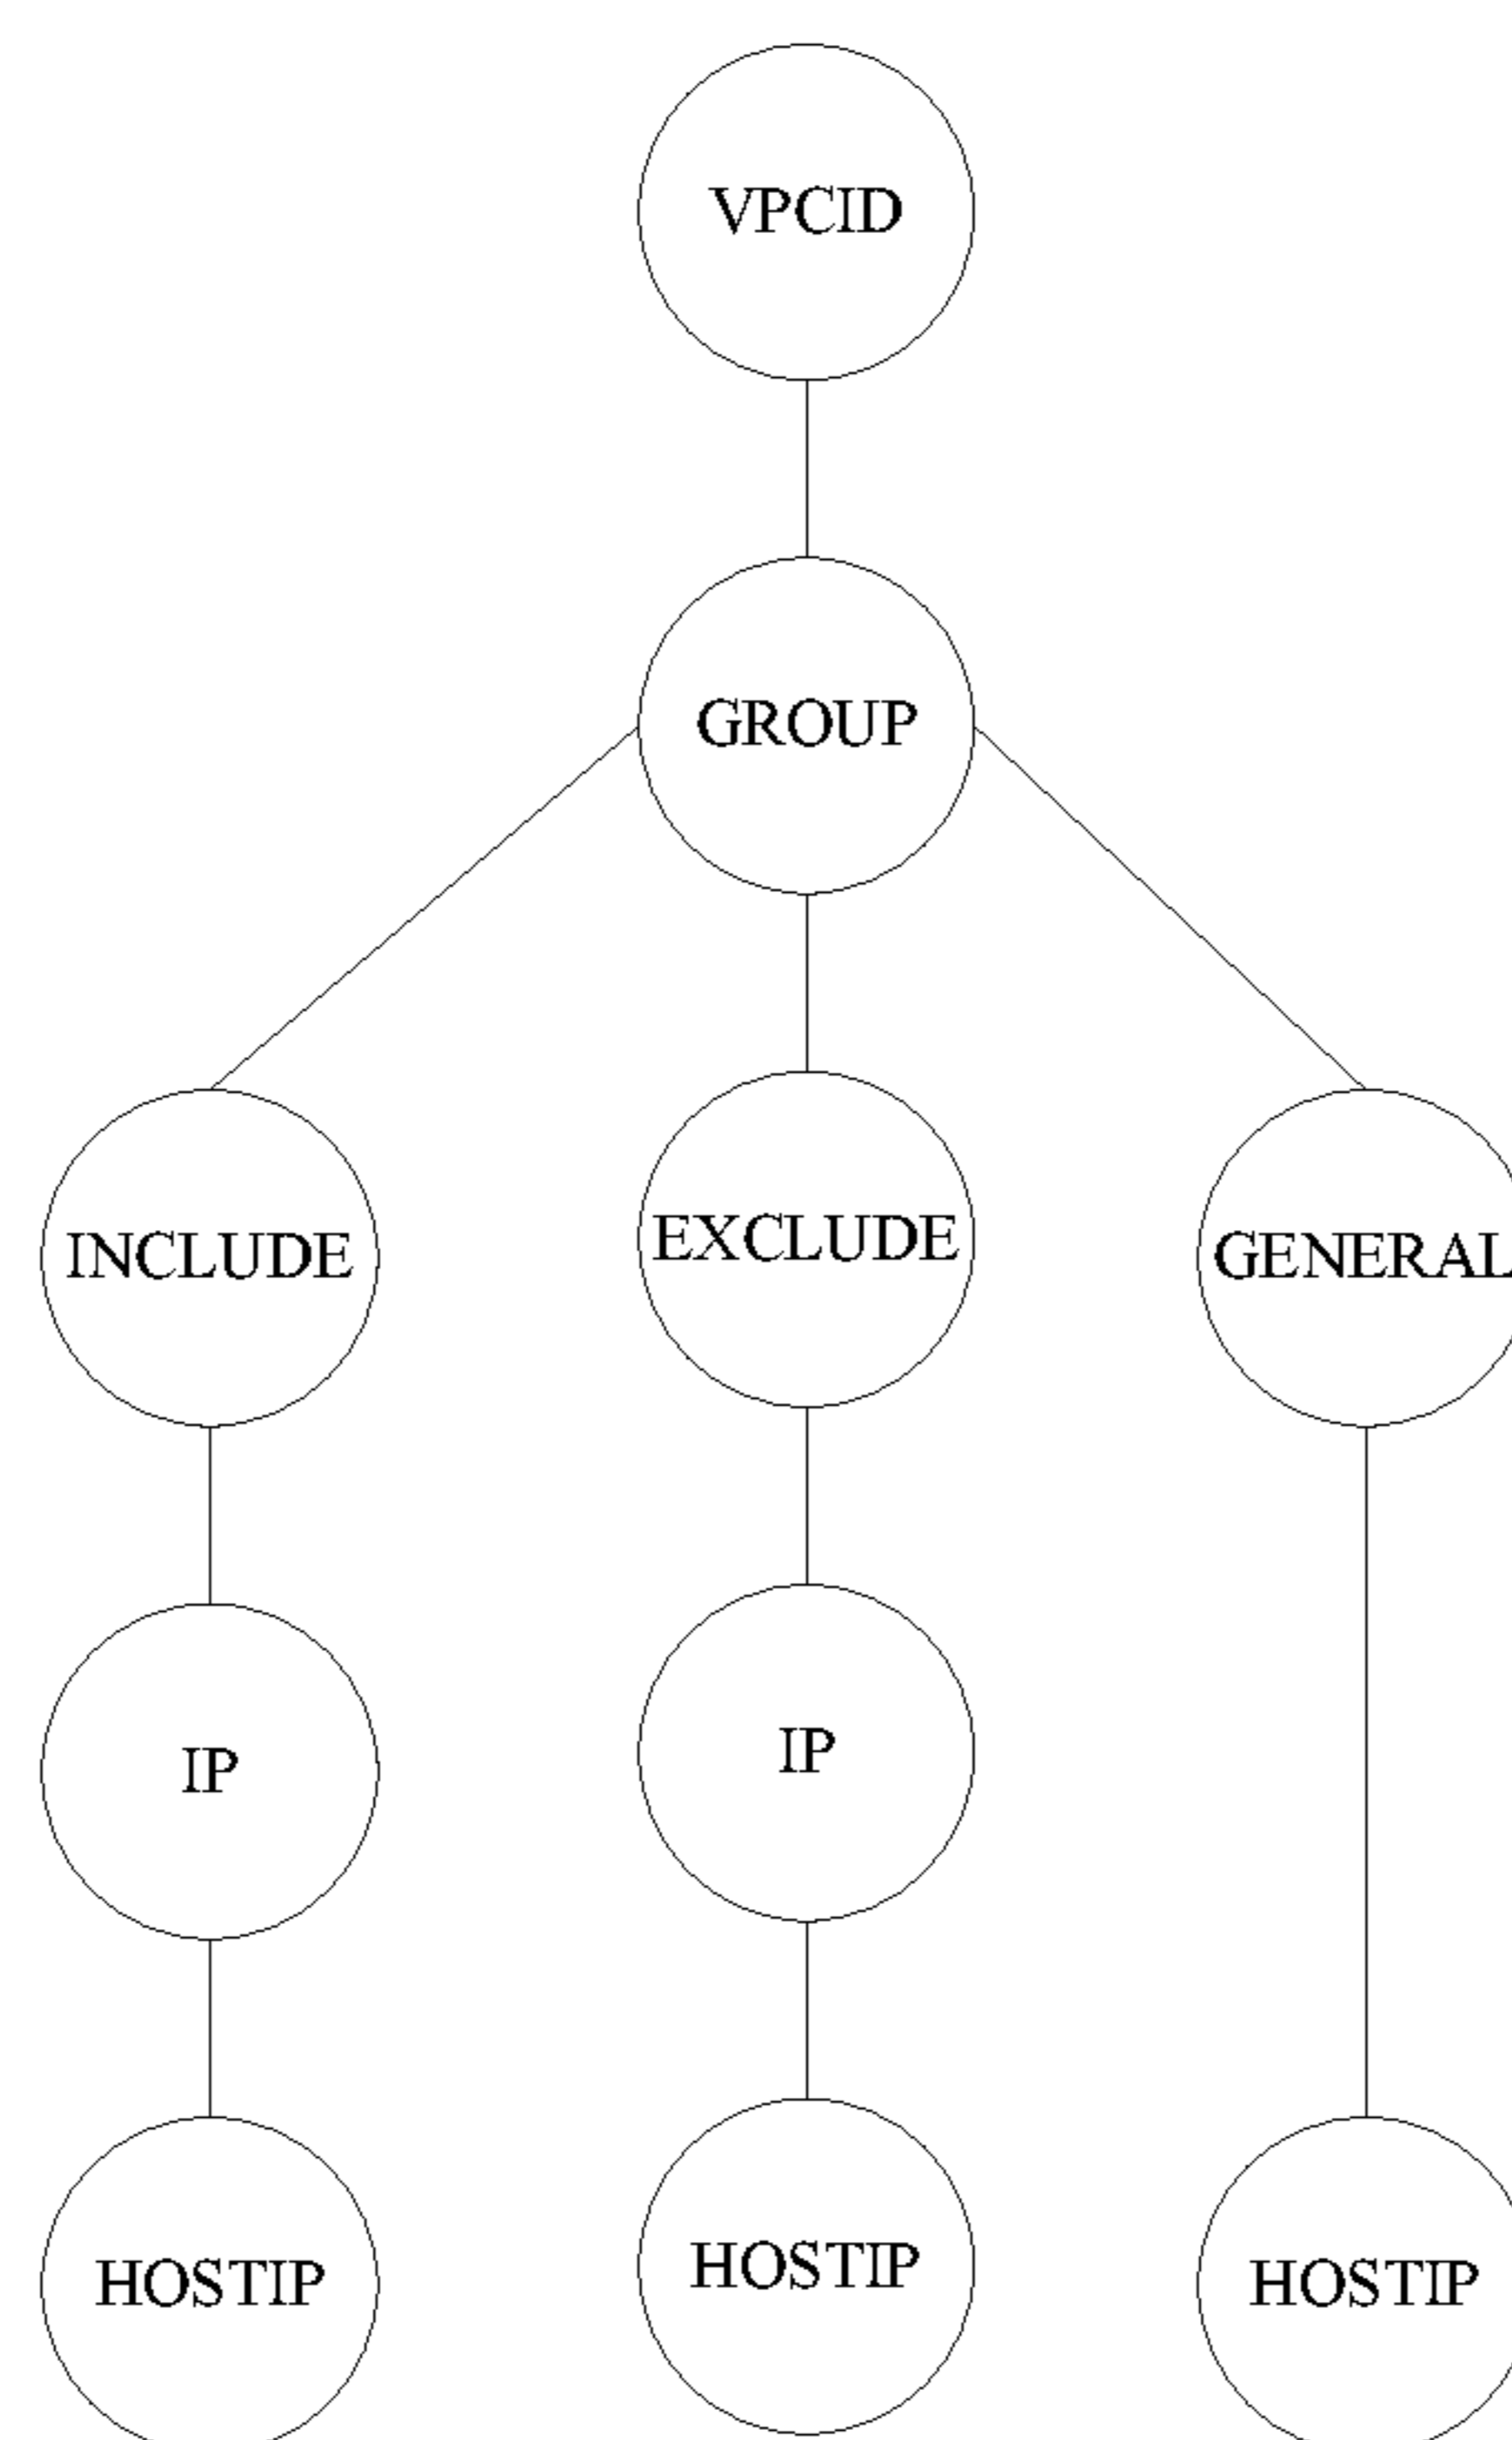 VPCID
GROUP
INCLUDE
EXCLUDE
GENERAL
IP
IP
HOSTIP
HOSTIP
HOSTIP